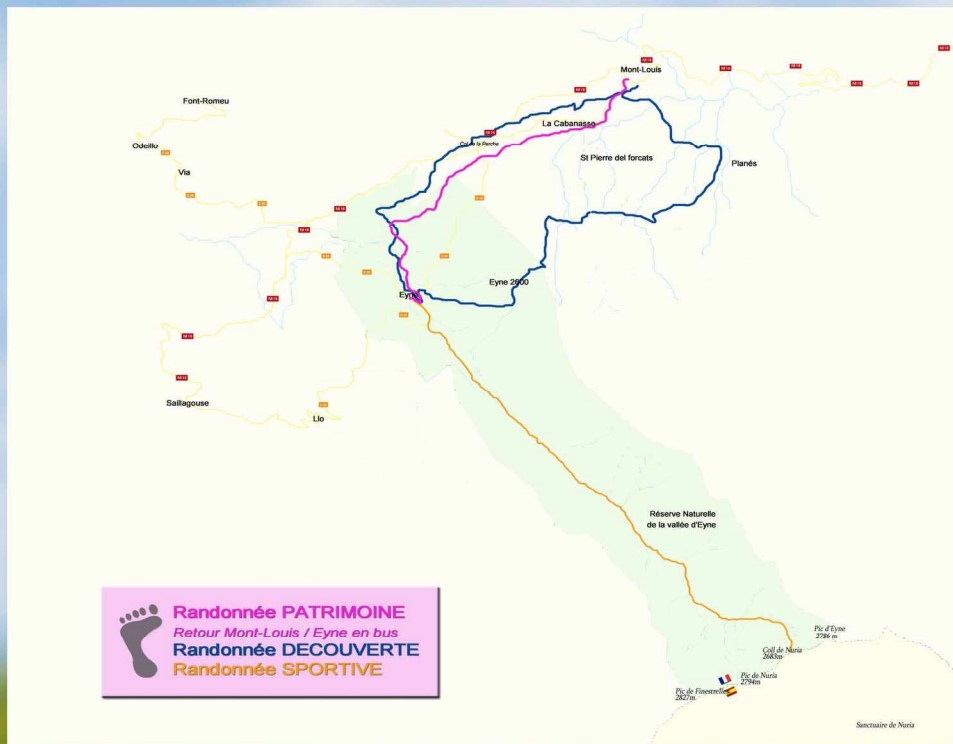 Mont-Louis
Font-Romeu
La Cabanasse
Odeillo
Col de la Perche
St Pierre del forcats
Planés
Via
Eyne 2600
Eyne
Saillagouse
Llo
Réserve Naturelle
de la vallée d'Eyne
Randonnée PATRIMOINE
Retour Mont-Louis / Eyne en bus
Randonnée DECOUVERTE
Randonnée SPORTIVE
Pic d'Eyne
2786 m
Coll de Nuria
2683m
Pic de Nuria
2794m
Pic de Finestrelles
2827m
Sanctuaire de Nuria